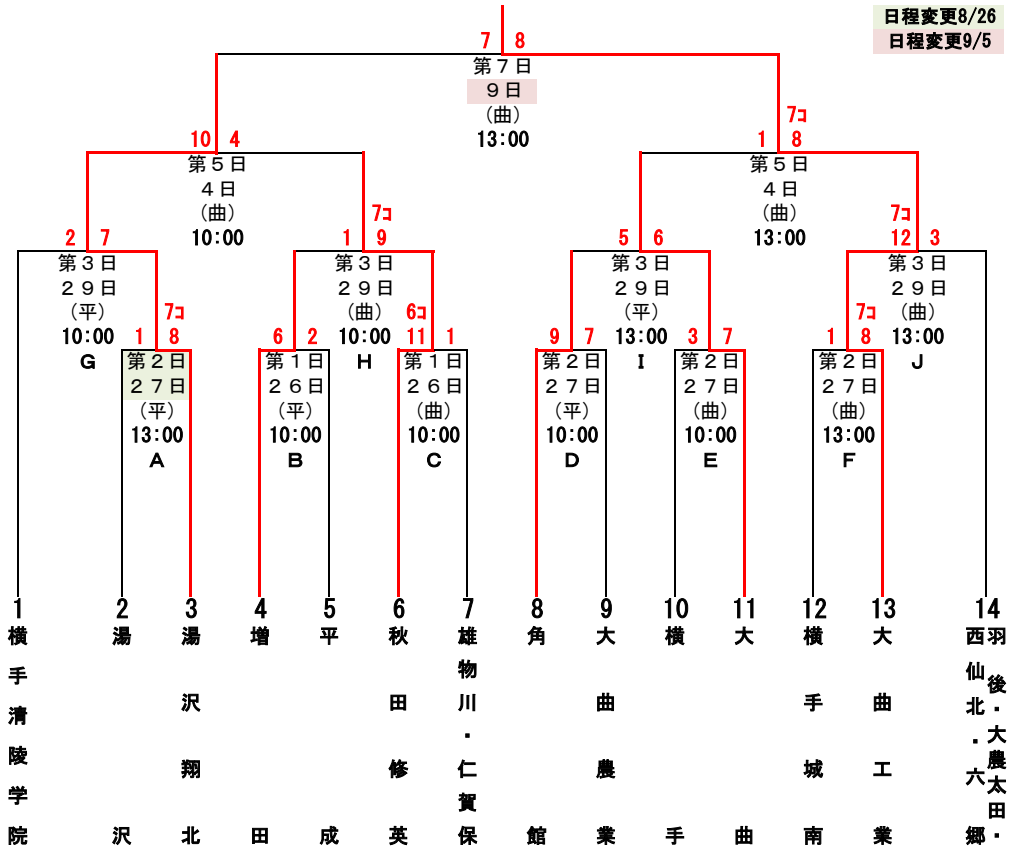 日程変更8/26
日程変更9/5
7 8
第７日
９日
（曲）
13:00
10 4
第５日
４日
（曲）
10:00
7ｺ
1 8
第５日
４日
（曲）
13:00
2 7
第３日
２９日
（平）
10:00
G
7ｺ
1 9
第３日
２９日
（曲）
10:00
H
5 6
第３日
２９日
（平）
13:00
I
7ｺ
12 3
第３日
２９日
（曲）
13:00
J
7ｺ
1 8
第２日
２７日
（平）
13:00
A
6 2
第１日
２６日
（平）
10:00
B
6ｺ
11 1
第１日
２６日
（曲）
10:00
C
9 7
第２日
２７日
（平）
10:00
D
3 7
第２日
２７日
（曲）
10:00
E
7ｺ
1 8
第２日
２７日
（曲）
13:00
F
1
横手清陵学院
2
湯沢
3
湯沢翔北
4
増田
5
平成
6
秋田修英
7
雄物川・仁賀保
8
角館
9
大曲農業
10
横手
11
大曲
12
横手城南
13
大曲工業
14
羽後・大農太田・
西仙北・六郷